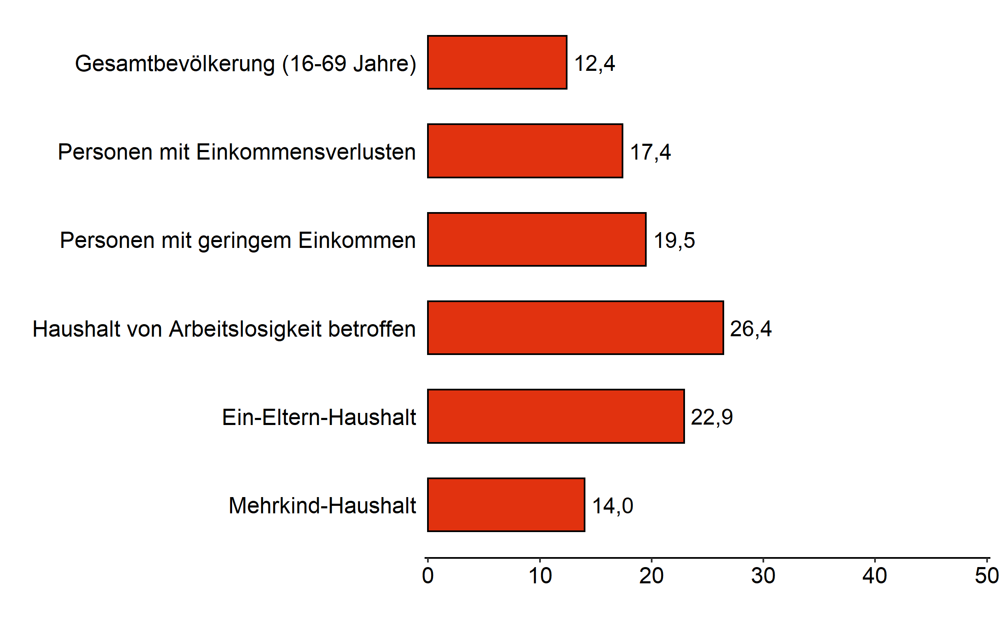 Gesamtbevölkerung (16-69 Jahre) 12,4
Personen mit Einkommensverlusten 17,4
Personen mit geringem Einkommen 19,5
Haushalt von Arbeitslosigkeit betroffen 26,4
Ein-Eltern-Haushalt 22,9
Mehrkind-Haushalt 14,0
0 10 20 30 40 50